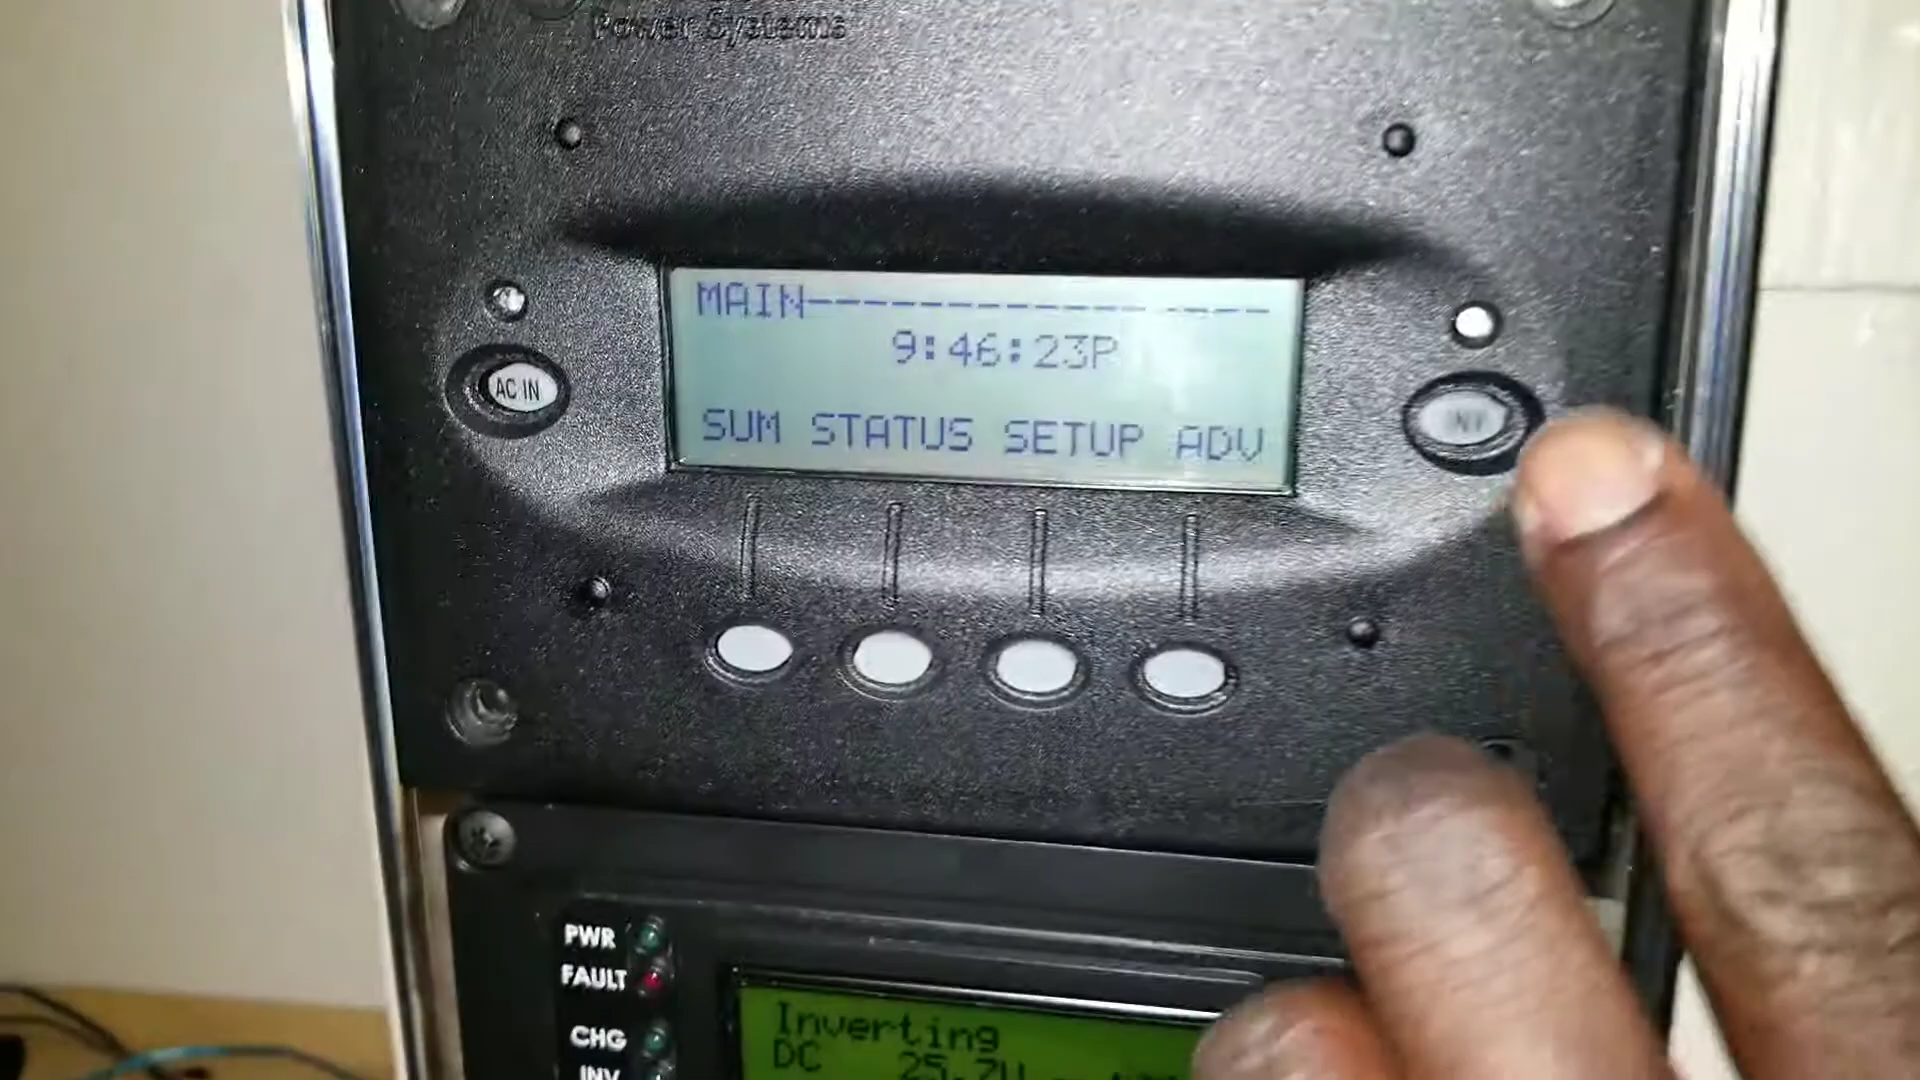 Power Systems
MAIN--------------------
9:46:23P
AC IN
INV
SUM STATUS SETUP ADV
PWR
FAULT
CHG
INV
Inverting
DC 25.7V